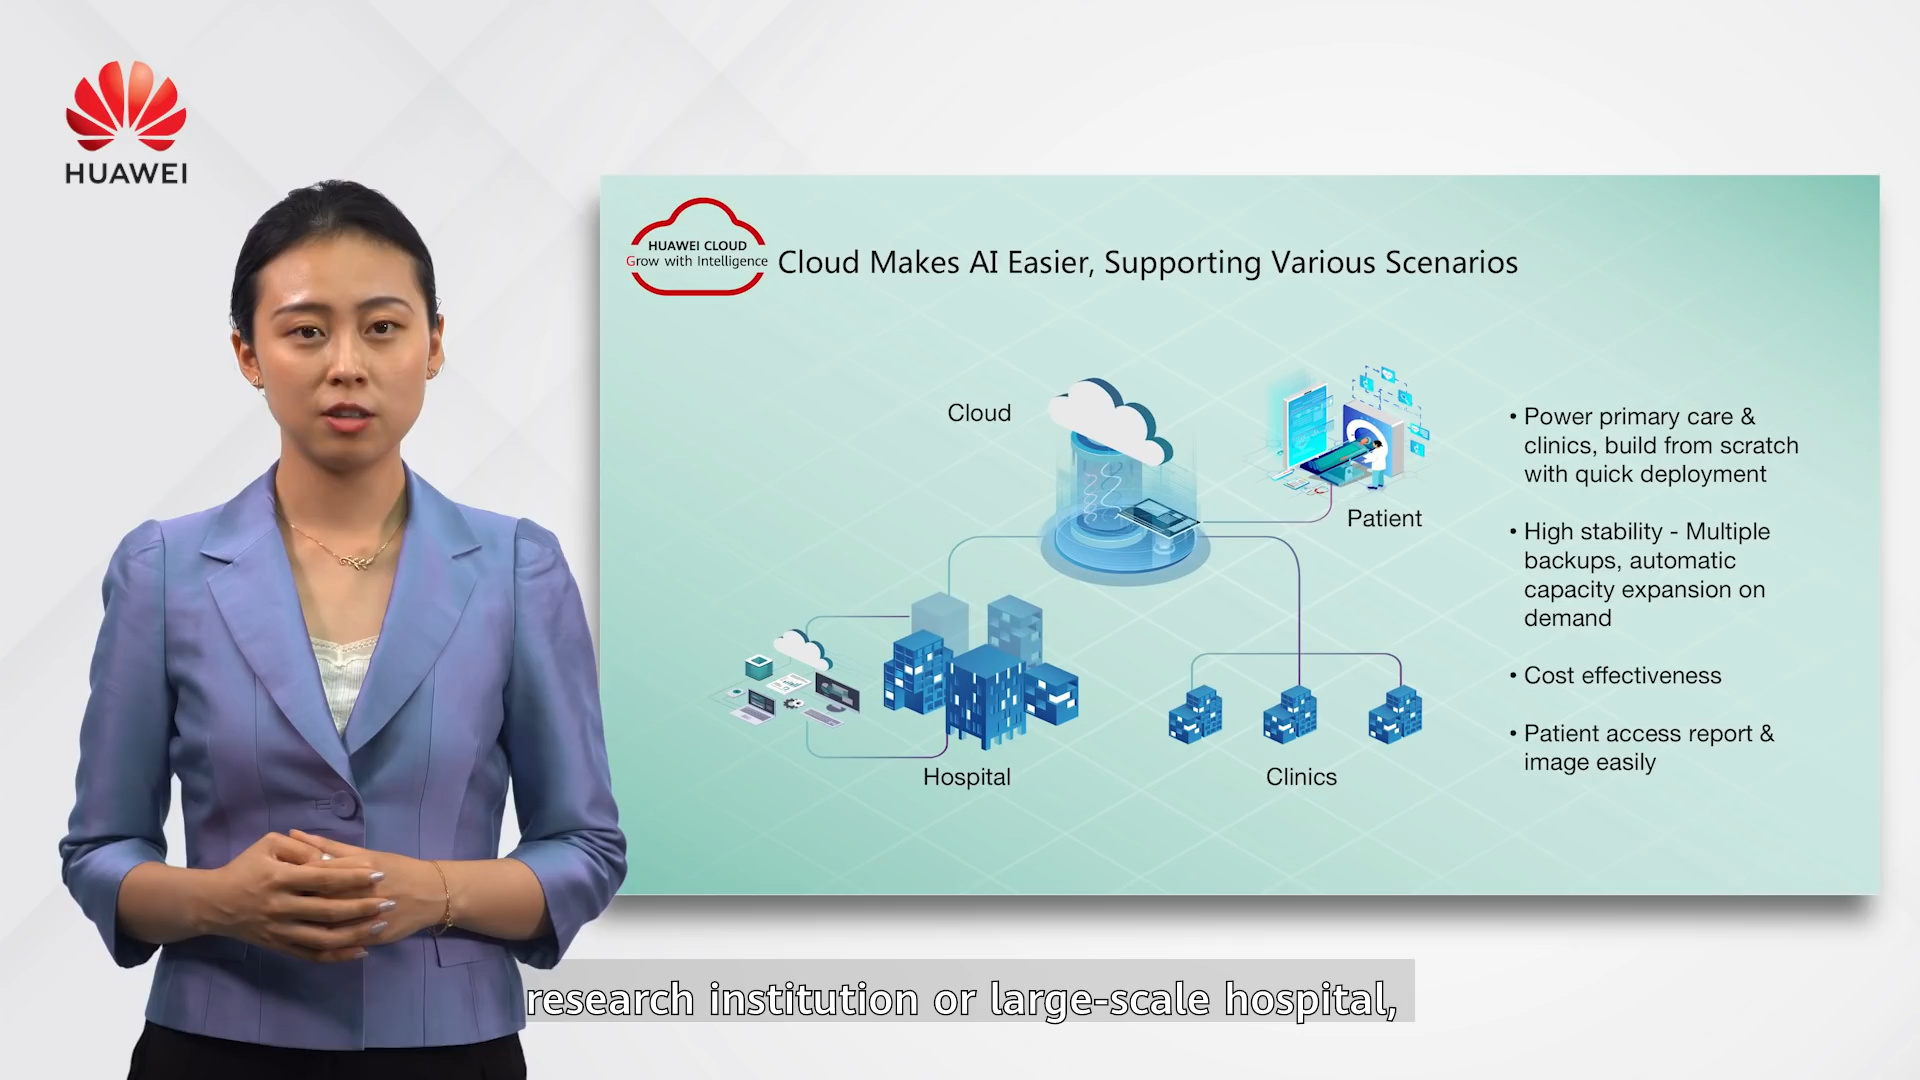 HUAWEI
HUAWEI CLOUD
Grow with Intelligence
Cloud Makes AI Easier, Supporting Various Scenarios
Cloud
Patient
Hospital
Clinics
• Power primary care &
clinics, build from scratch
with quick deployment
• High stability - Multiple
backups, automatic
capacity expansion on
demand
• Cost effectiveness
• Patient access report &
image easily
research institution or large-scale hospital,